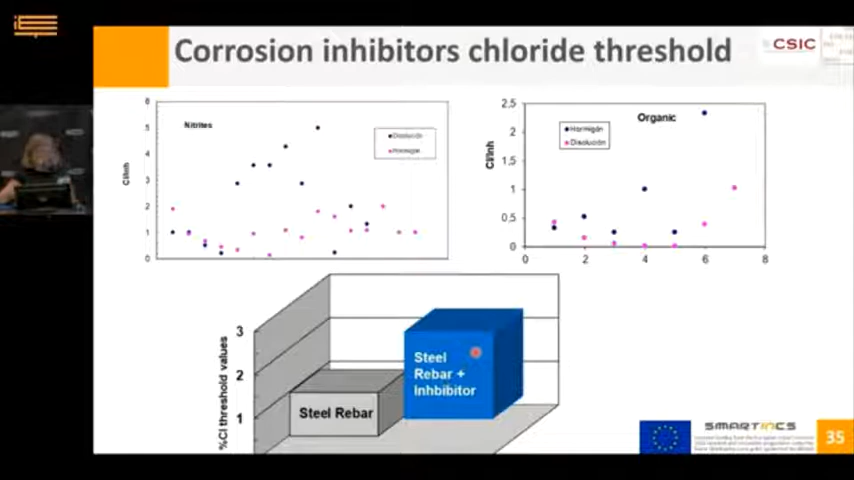 Corrosion inhibitors chloride threshold
CSIC
6
5
4
3
2
1
0
Cl/Inh
Nitrites
Disolución
Hormigón
2,5
2
1,5
1
0,5
0
Cl/Inh
Organic
Hormigón
Disolución
0
2
4
6
8
3
2
1
%Cl threshold values
Steel Rebar
Steel
Rebar +
Inhbibitor
SMARTINCS
35